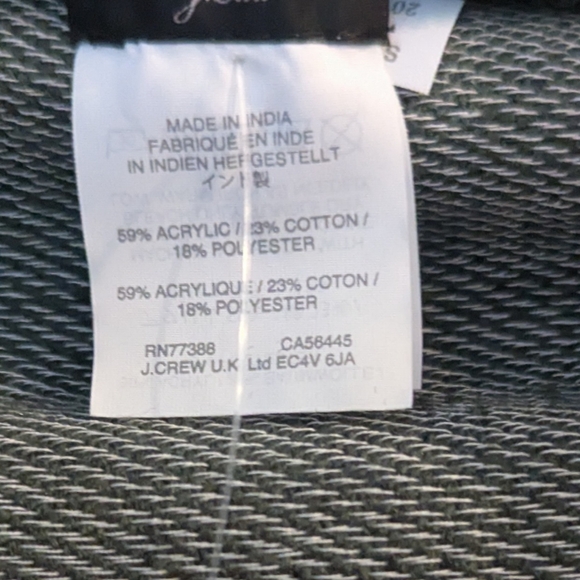 J.Crew
MADE IN INDIA
FABRIQUÉ EN INDE
IN INDIEN HERGESTELLT
インド製
59% ACRYLIC / 23% COTTON /
18% POLYESTER
59% ACRYLIQUE / 23% COTON /
18% POLYESTER
RN77388 CA56445
J.CREW U.K Ltd EC4V 6JA